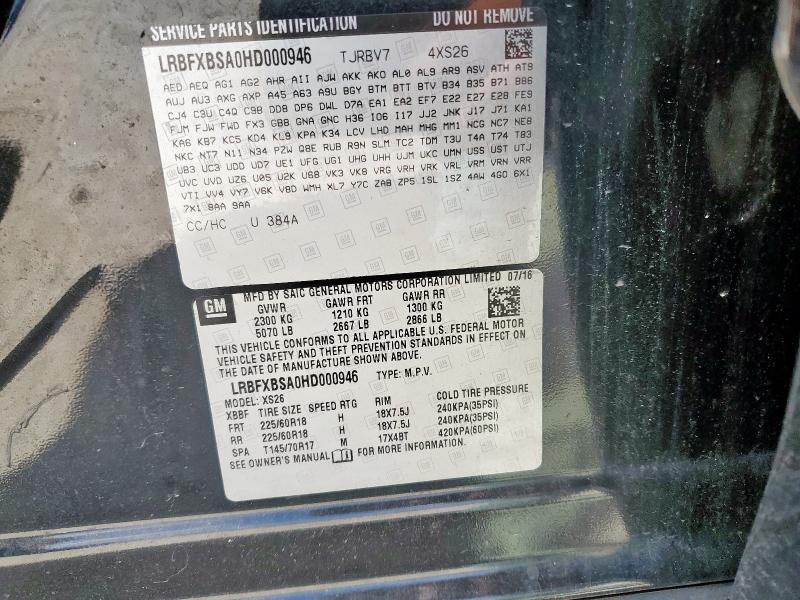 SERVICE PARTS IDENTIFICATION DO NOT REMOVE
LRBFXBSA0HD000946 TJRBV7 4XS26
AED AEQ AG1 AG2 AHR AII AJW AKK AKO AL0 AL9 AR9 ASV ATH AT9
AUJ AU3 AXG AXP A45 A63 A9U BGY BTM BTT BTV B34 B35 B71 B86
CJ4 C3U C4Q C9B DD8 DP6 DWL D7A EA1 EA2 EF7 E22 E27 E28 FE9
FJM FJW FWD FX3 GBB GNA GNC H36 IO6 I17 JJ2 JNK J17 J71 KA1
KA6 KB7 KC5 KD4 KL9 KPA K34 LCV LHD MAH MHG MM1 NCG NC7 NE8
NKC NT7 N11 N34 PZW Q8E RUB R9N SLM TC2 TDM T3U T4A T74 T83
UB3 UC3 UDD UD7 UE1 UFG UG1 UHG UHH UJM UKC UMN USS UST UTJ
UVC UVD UZ6 U05 U2K U68 VK3 VK8 VRG VRH VRK VRL VRM VRN VRR
VTI VV4 VY7 V6K V8D WMH XL7 Y7C ZAB ZP5 1SL 1SZ 4AW 4GO 6X1
7X1 8AA 9AA
CC/HC U 384A
GM MFD BY SAIC GENERAL MOTORS CORPORATION LIMITED 07/16
GVWR GAWR FRT GAWR RR
2300 KG 1210 KG 1300 KG
5070 LB 2667 LB 2866 LB
THIS VEHICLE CONFORMS TO ALL APPLICABLE U.S. FEDERAL MOTOR
VEHICLE SAFETY AND THEFT PREVENTION STANDARDS IN EFFECT ON
THE DATE OF MANUFACTURE SHOWN ABOVE.
LRBFXBSA0HD000946 TYPE: M.P.V.
MODEL: XS26
XBBF TIRE SIZE SPEED RTG RIM COLD TIRE PRESSURE
FRT 225/60R18 H 18X7.5J 240KPA(35PSI)
RR 225/60R18 H 18X7.5J 240KPA(35PSI)
SPA T145/70R17 M 17X4BT 420KPA(60PSI)
SEE OWNER'S MANUAL FOR MORE INFORMATION.